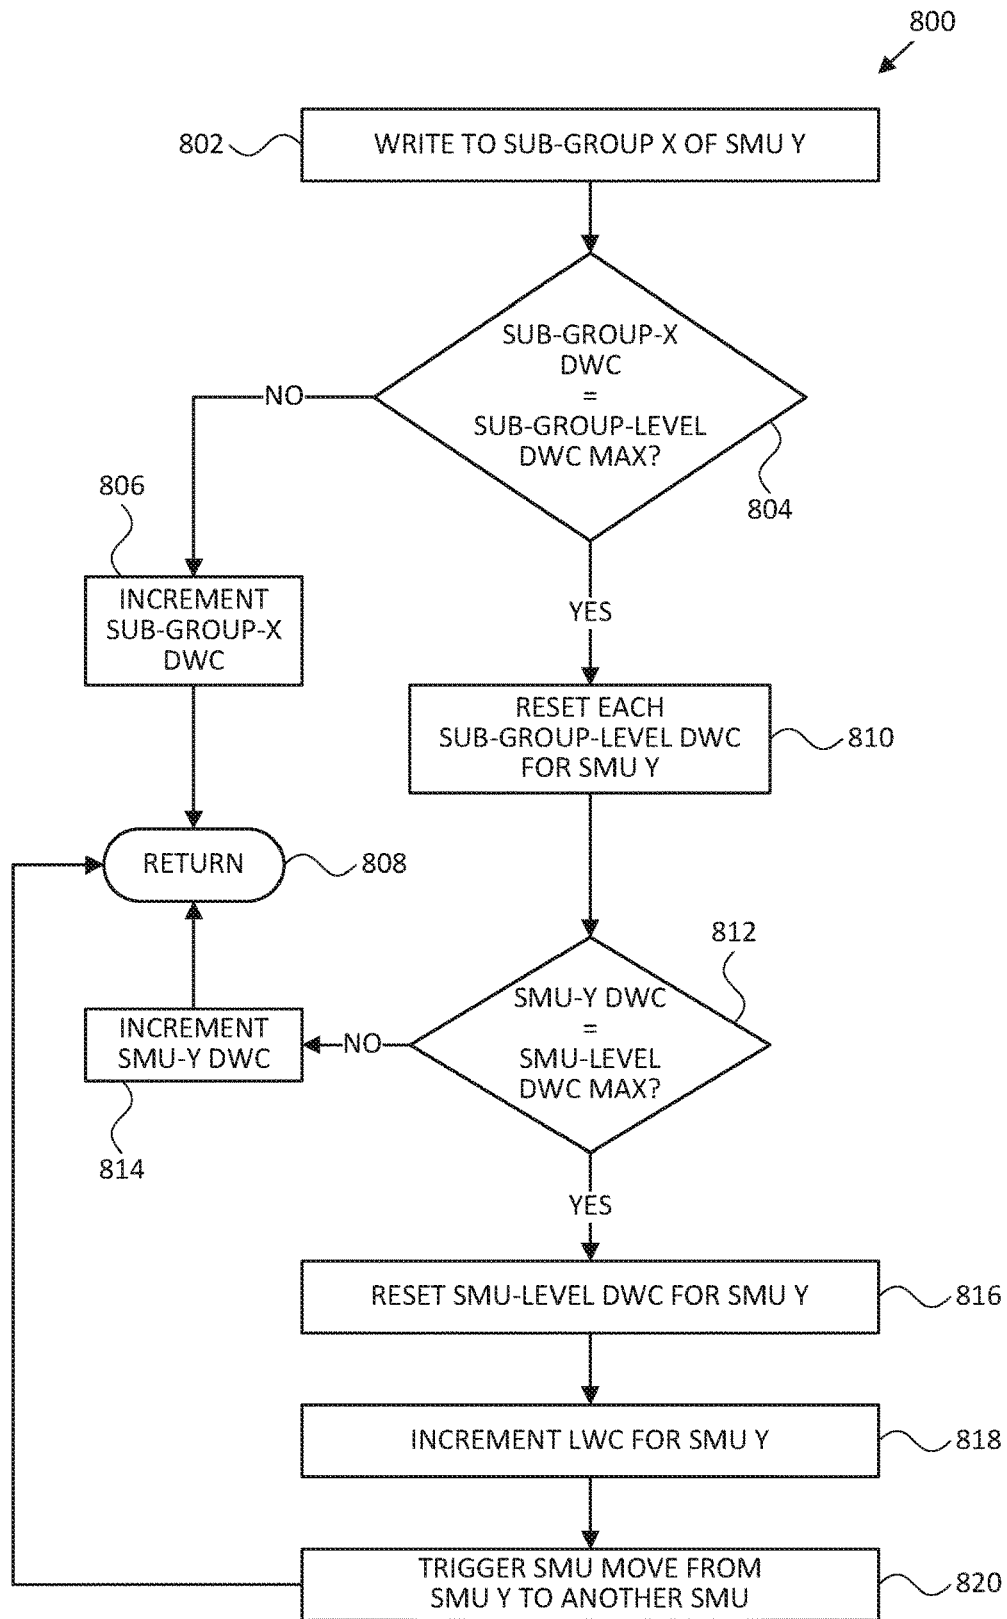 800
802
WRITE TO SUB-GROUP X OF SMU Y
SUB-GROUP-X
DWC
=
SUB-GROUP-LEVEL
DWC MAX?
804
NO
806
INCREMENT
SUB-GROUP-X
DWC
YES
RESET EACH
SUB-GROUP-LEVEL DWC
FOR SMU Y
810
RETURN
808
812
SMU-Y DWC
=
SMU-LEVEL
DWC MAX?
NO
INCREMENT
SMU-Y DWC
814
YES
RESET SMU-LEVEL DWC FOR SMU Y
816
INCREMENT LWC FOR SMU Y
818
TRIGGER SMU MOVE FROM
SMU Y TO ANOTHER SMU
820